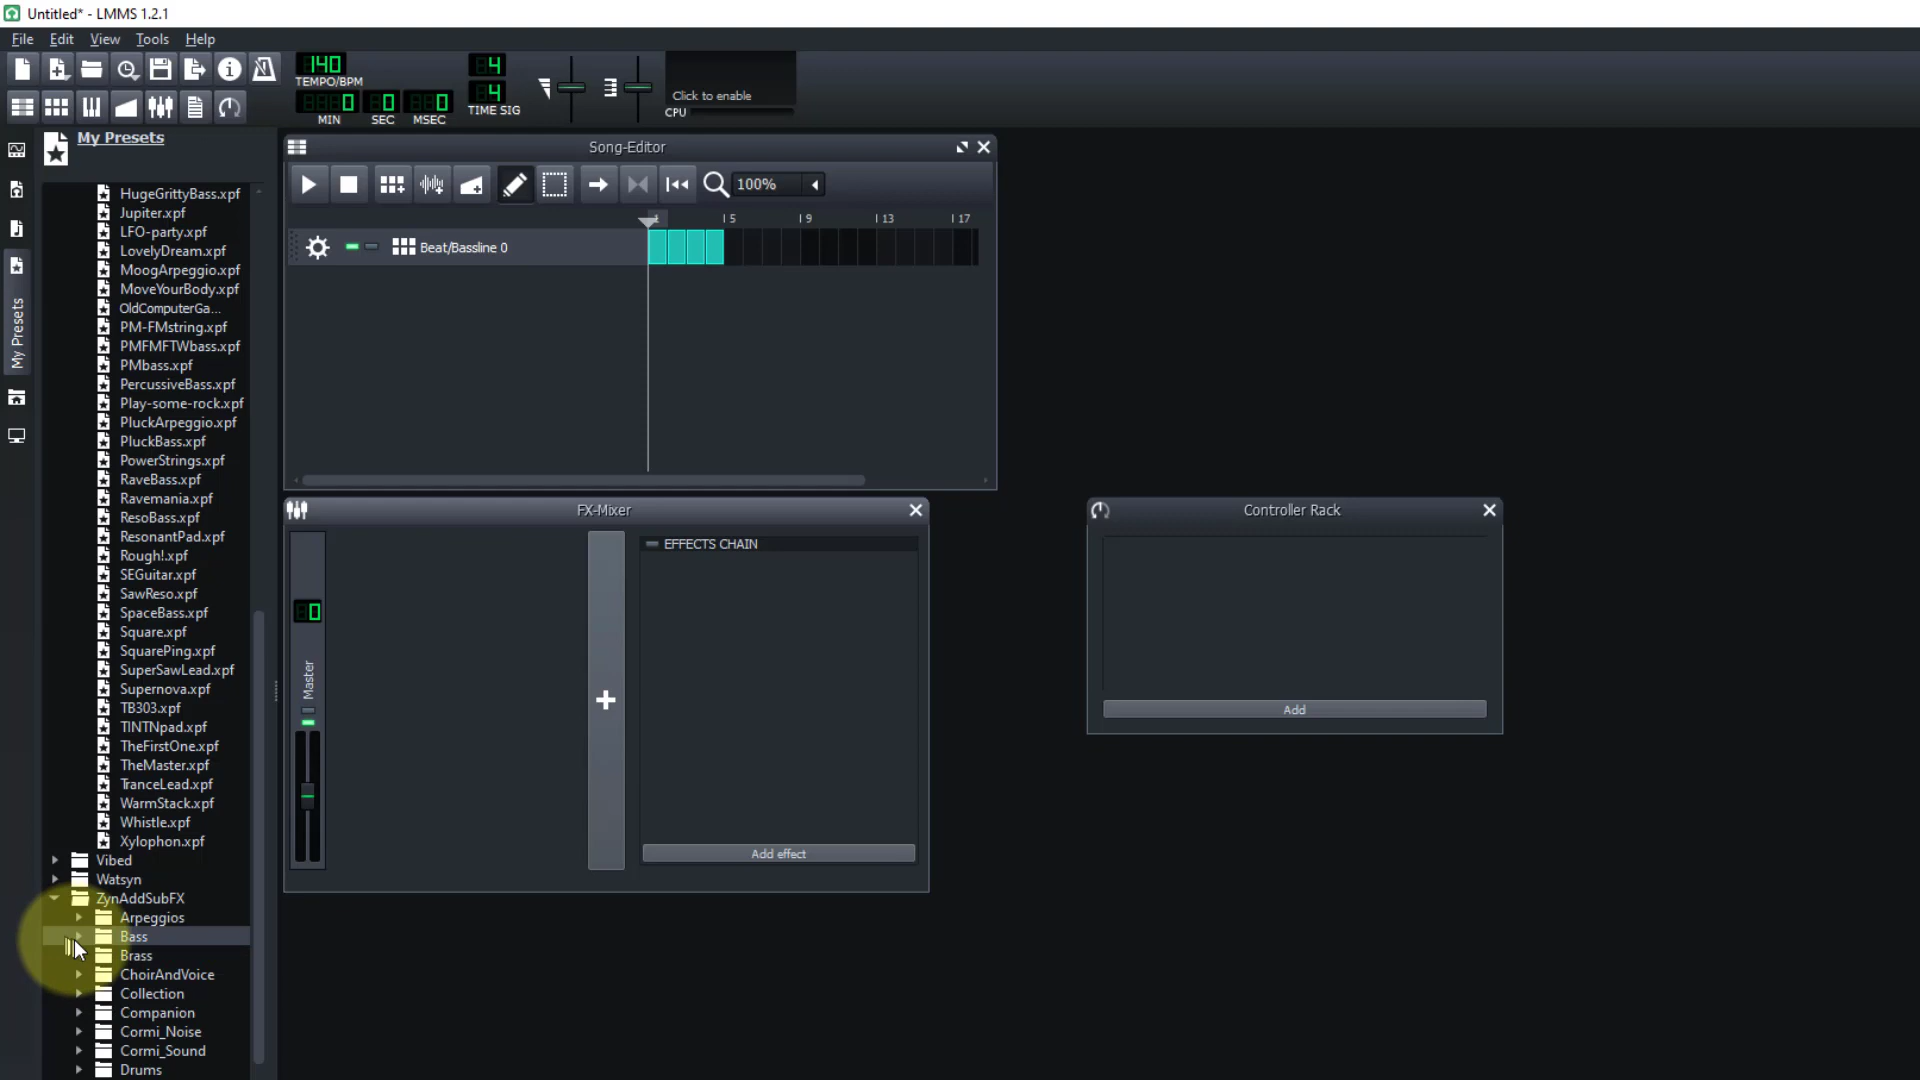 Untitled* - LMMS 1.2.1
File Edit View Tools Help
140
TEMPO/BPM
0 0 0
MIN SEC MSEC
4
4
TIME SIG
Click to enable
CPU
My Presets
My Presets
HugeGrittyBass.xpf
Jupiter.xpf
LFO-party.xpf
LovelyDream.xpf
MoogArpeggio.xpf
MoveYourBody.xpf
OldComputerGa...
PM-FMstring.xpf
PMFMFTWbass.xpf
PMbass.xpf
PercussiveBass.xpf
Play-some-rock.xpf
PluckArpeggio.xpf
PluckBass.xpf
PowerStrings.xpf
RaveBass.xpf
Ravemania.xpf
ResoBass.xpf
ResonantPad.xpf
Rough!.xpf
SEGuitar.xpf
SawReso.xpf
SpaceBass.xpf
Square.xpf
SquarePing.xpf
SuperSawLead.xpf
Supernova.xpf
TB303.xpf
TINTNpad.xpf
TheFirstOne.xpf
TheMaster.xpf
TranceLead.xpf
WarmStack.xpf
Whistle.xpf
Xylophon.xpf
Vibed
Watsyn
ZynAddSubFX
Arpeggios
Bass
Brass
ChoirAndVoice
Collection
Companion
Cormi_Noise
Cormi_Sound
Drums
Song-Editor
100%
1 5 9 13 17
Beat/Bassline 0
FX-Mixer
0
Master
EFFECTS CHAIN
Add effect
Controller Rack
Add